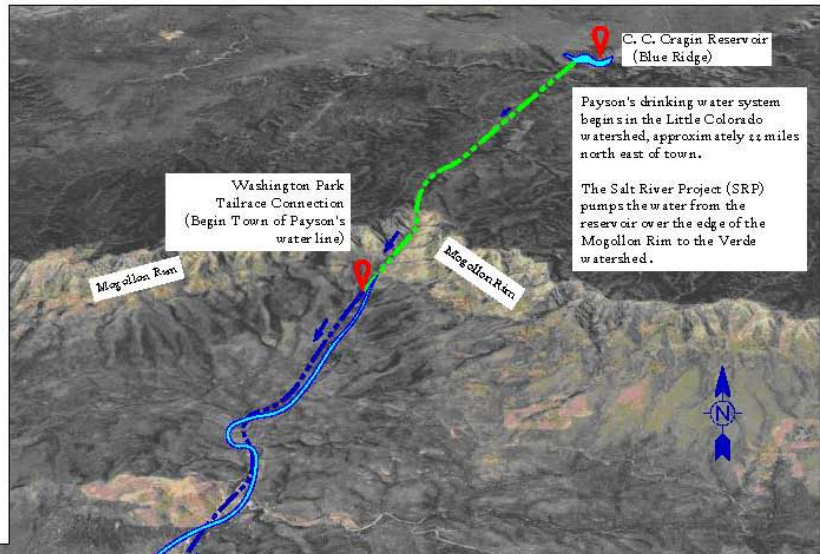 C. C. Cragin Reservoir
(Blue Ridge)
Payson's drinking water system
begins in the Little Colorado
watershed, approximately 44 miles
north east of town.
The Salt River Project (SRP)
pumps the water from the
reservoir over the edge of the
Mogollon Rim to the Verde
watershed.
Washington Park
Tailrace Connection
(Begin Town of Payson's
water line)
Mogollon Rim
Mogollon Rim
N